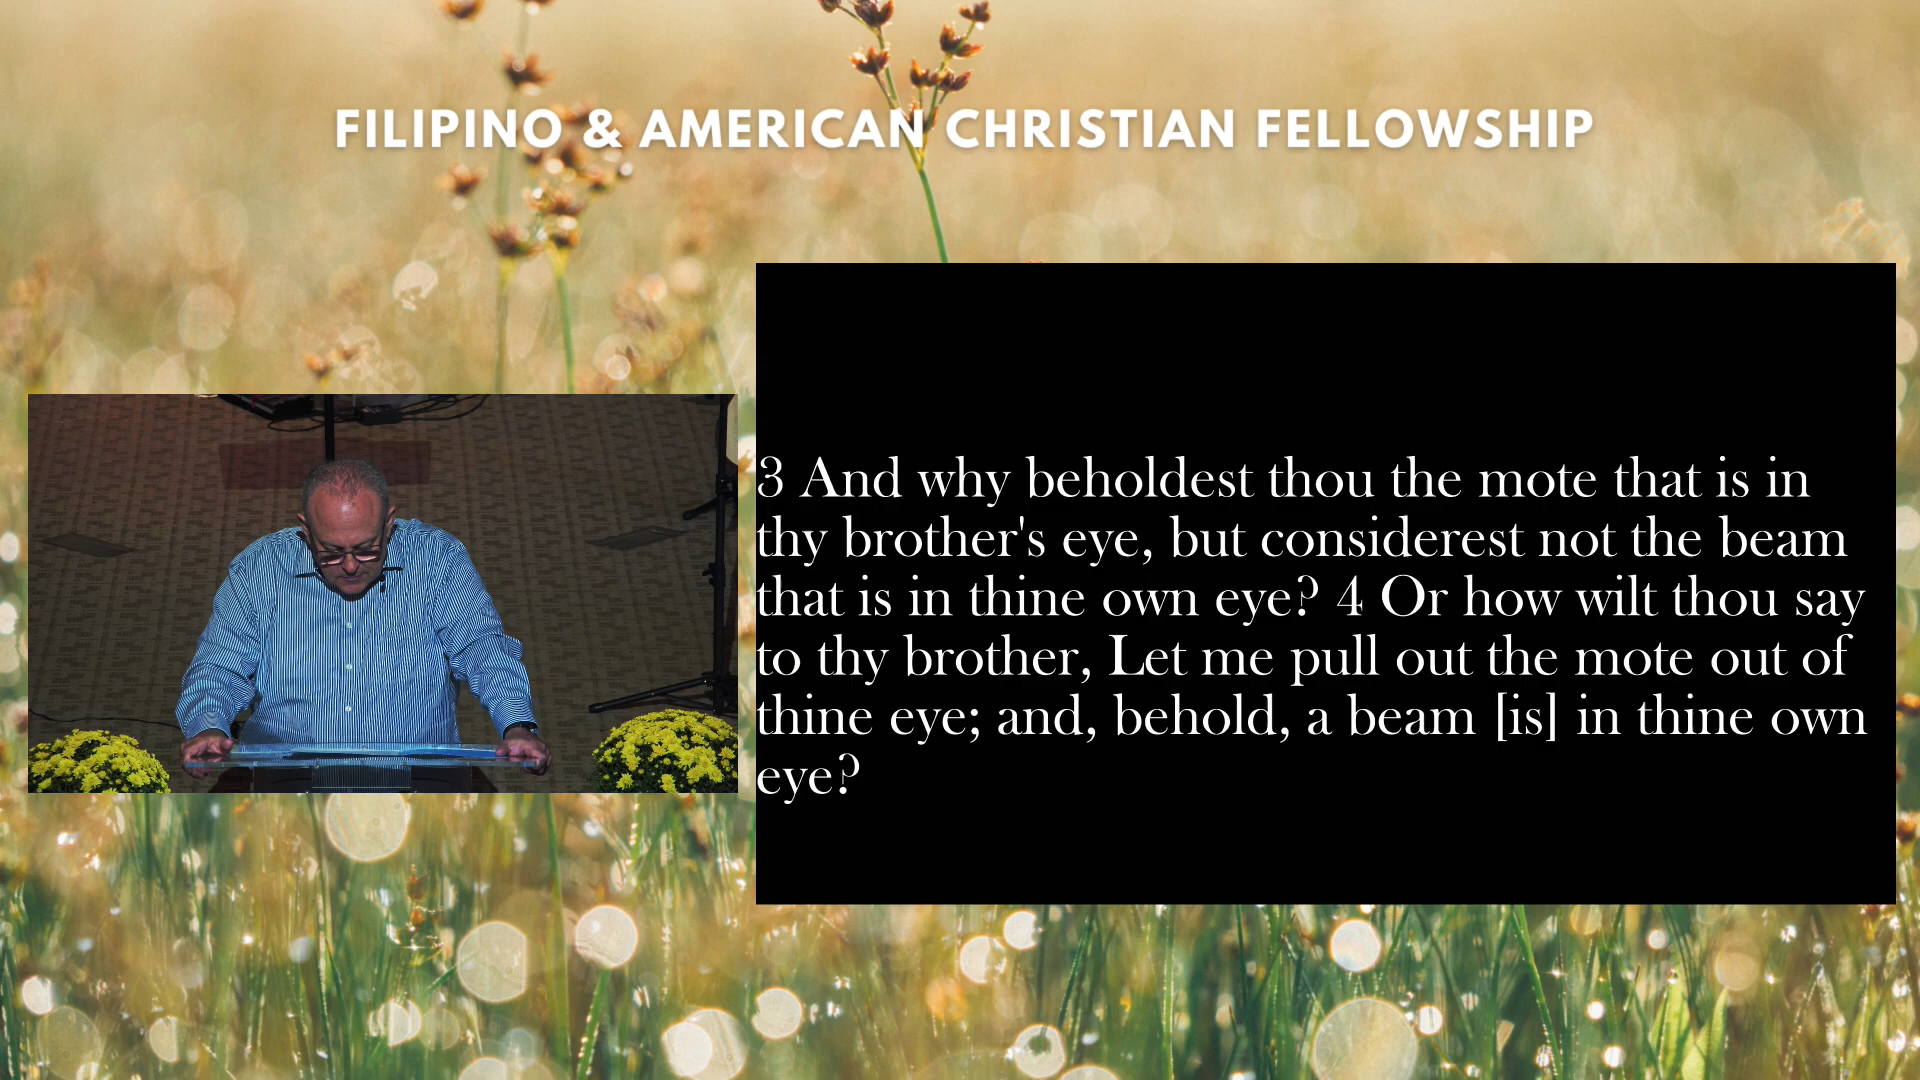 FILIPINO & AMERICAN CHRISTIAN FELLOWSHIP
3 And why beholdest thou the mote that is in
thy brother's eye, but considerest not the beam
that is in thine own eye? 4 Or how wilt thou say
to thy brother, Let me pull out the mote out of
thine eye; and, behold, a beam [is] in thine own
eye?